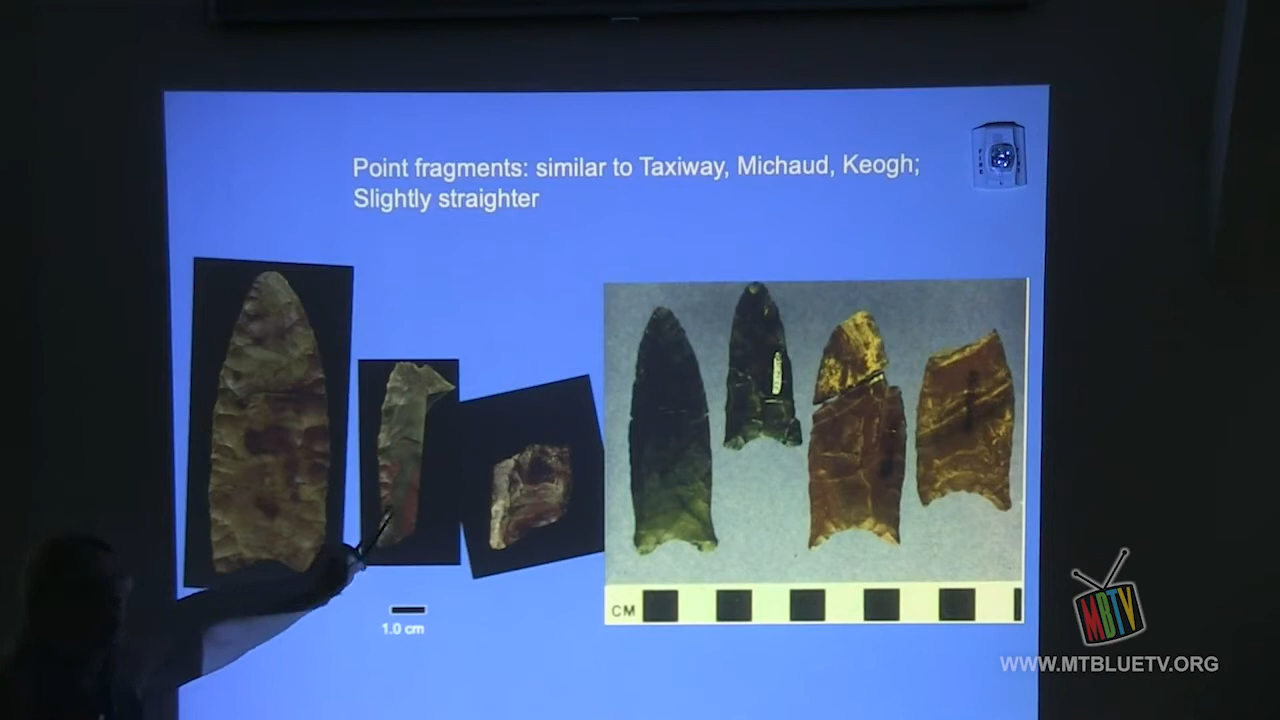 Point fragments: similar to Taxiway, Michaud, Keogh;
Slightly straighter
1.0 cm
CM
MBTV
WWW.MTBLUETV.ORG